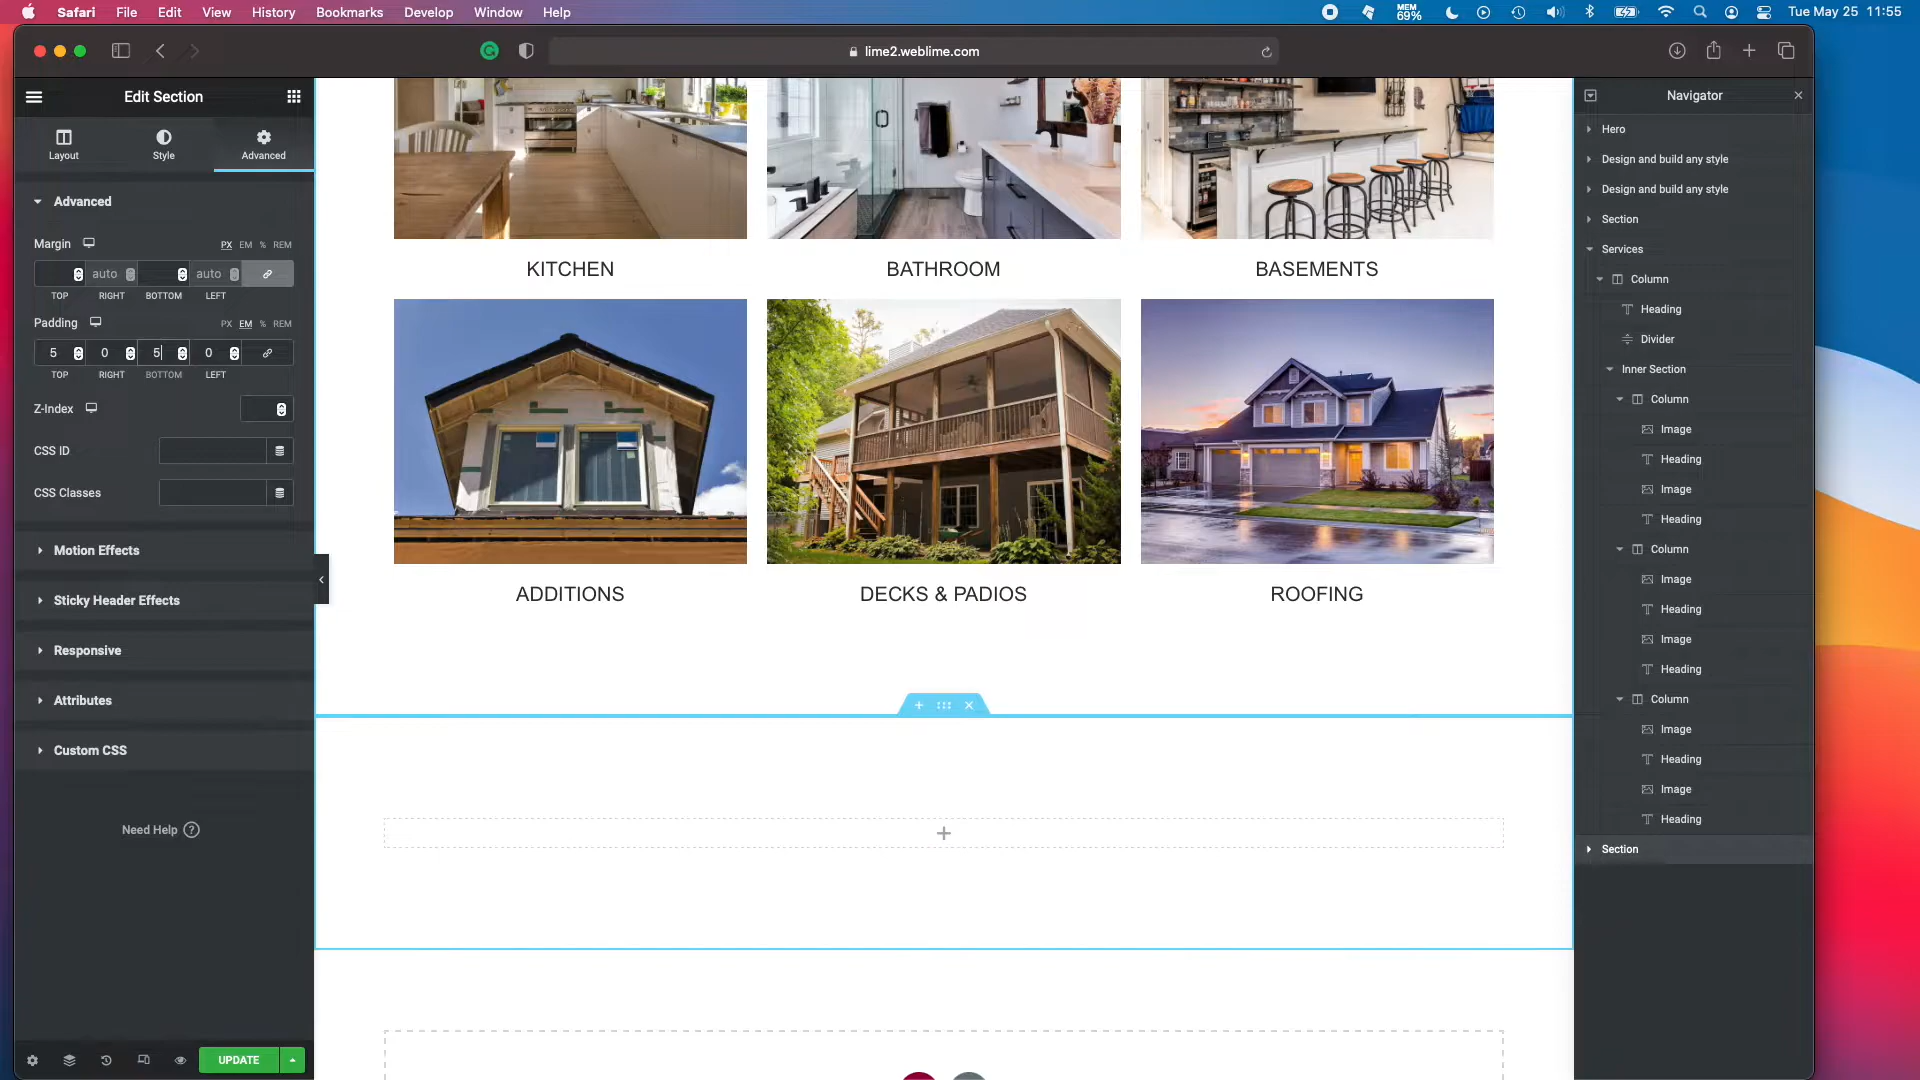 Safari File Edit View History Bookmarks Develop Window Help MEM 69% Tue May 25 11:55
lime2.weblime.com
Edit Section
Layout Style Advanced
Advanced
Margin PX EM % REM
auto auto
TOP RIGHT BOTTOM LEFT
Padding PX EM % REM
5 0 5 0
TOP RIGHT BOTTOM LEFT
Z-Index
CSS ID
CSS Classes
Motion Effects
Sticky Header Effects
Responsive
Attributes
Custom CSS
Need Help ?
UPDATE
KITCHEN BATHROOM BASEMENTS
ADDITIONS DECKS & PADIOS ROOFING
Navigator
Hero
Design and build any style
Design and build any style
Section
Services
Column
Heading
Divider
Inner Section
Column
Image
Heading
Image
Heading
Column
Image
Heading
Image
Heading
Column
Image
Heading
Image
Heading
Section